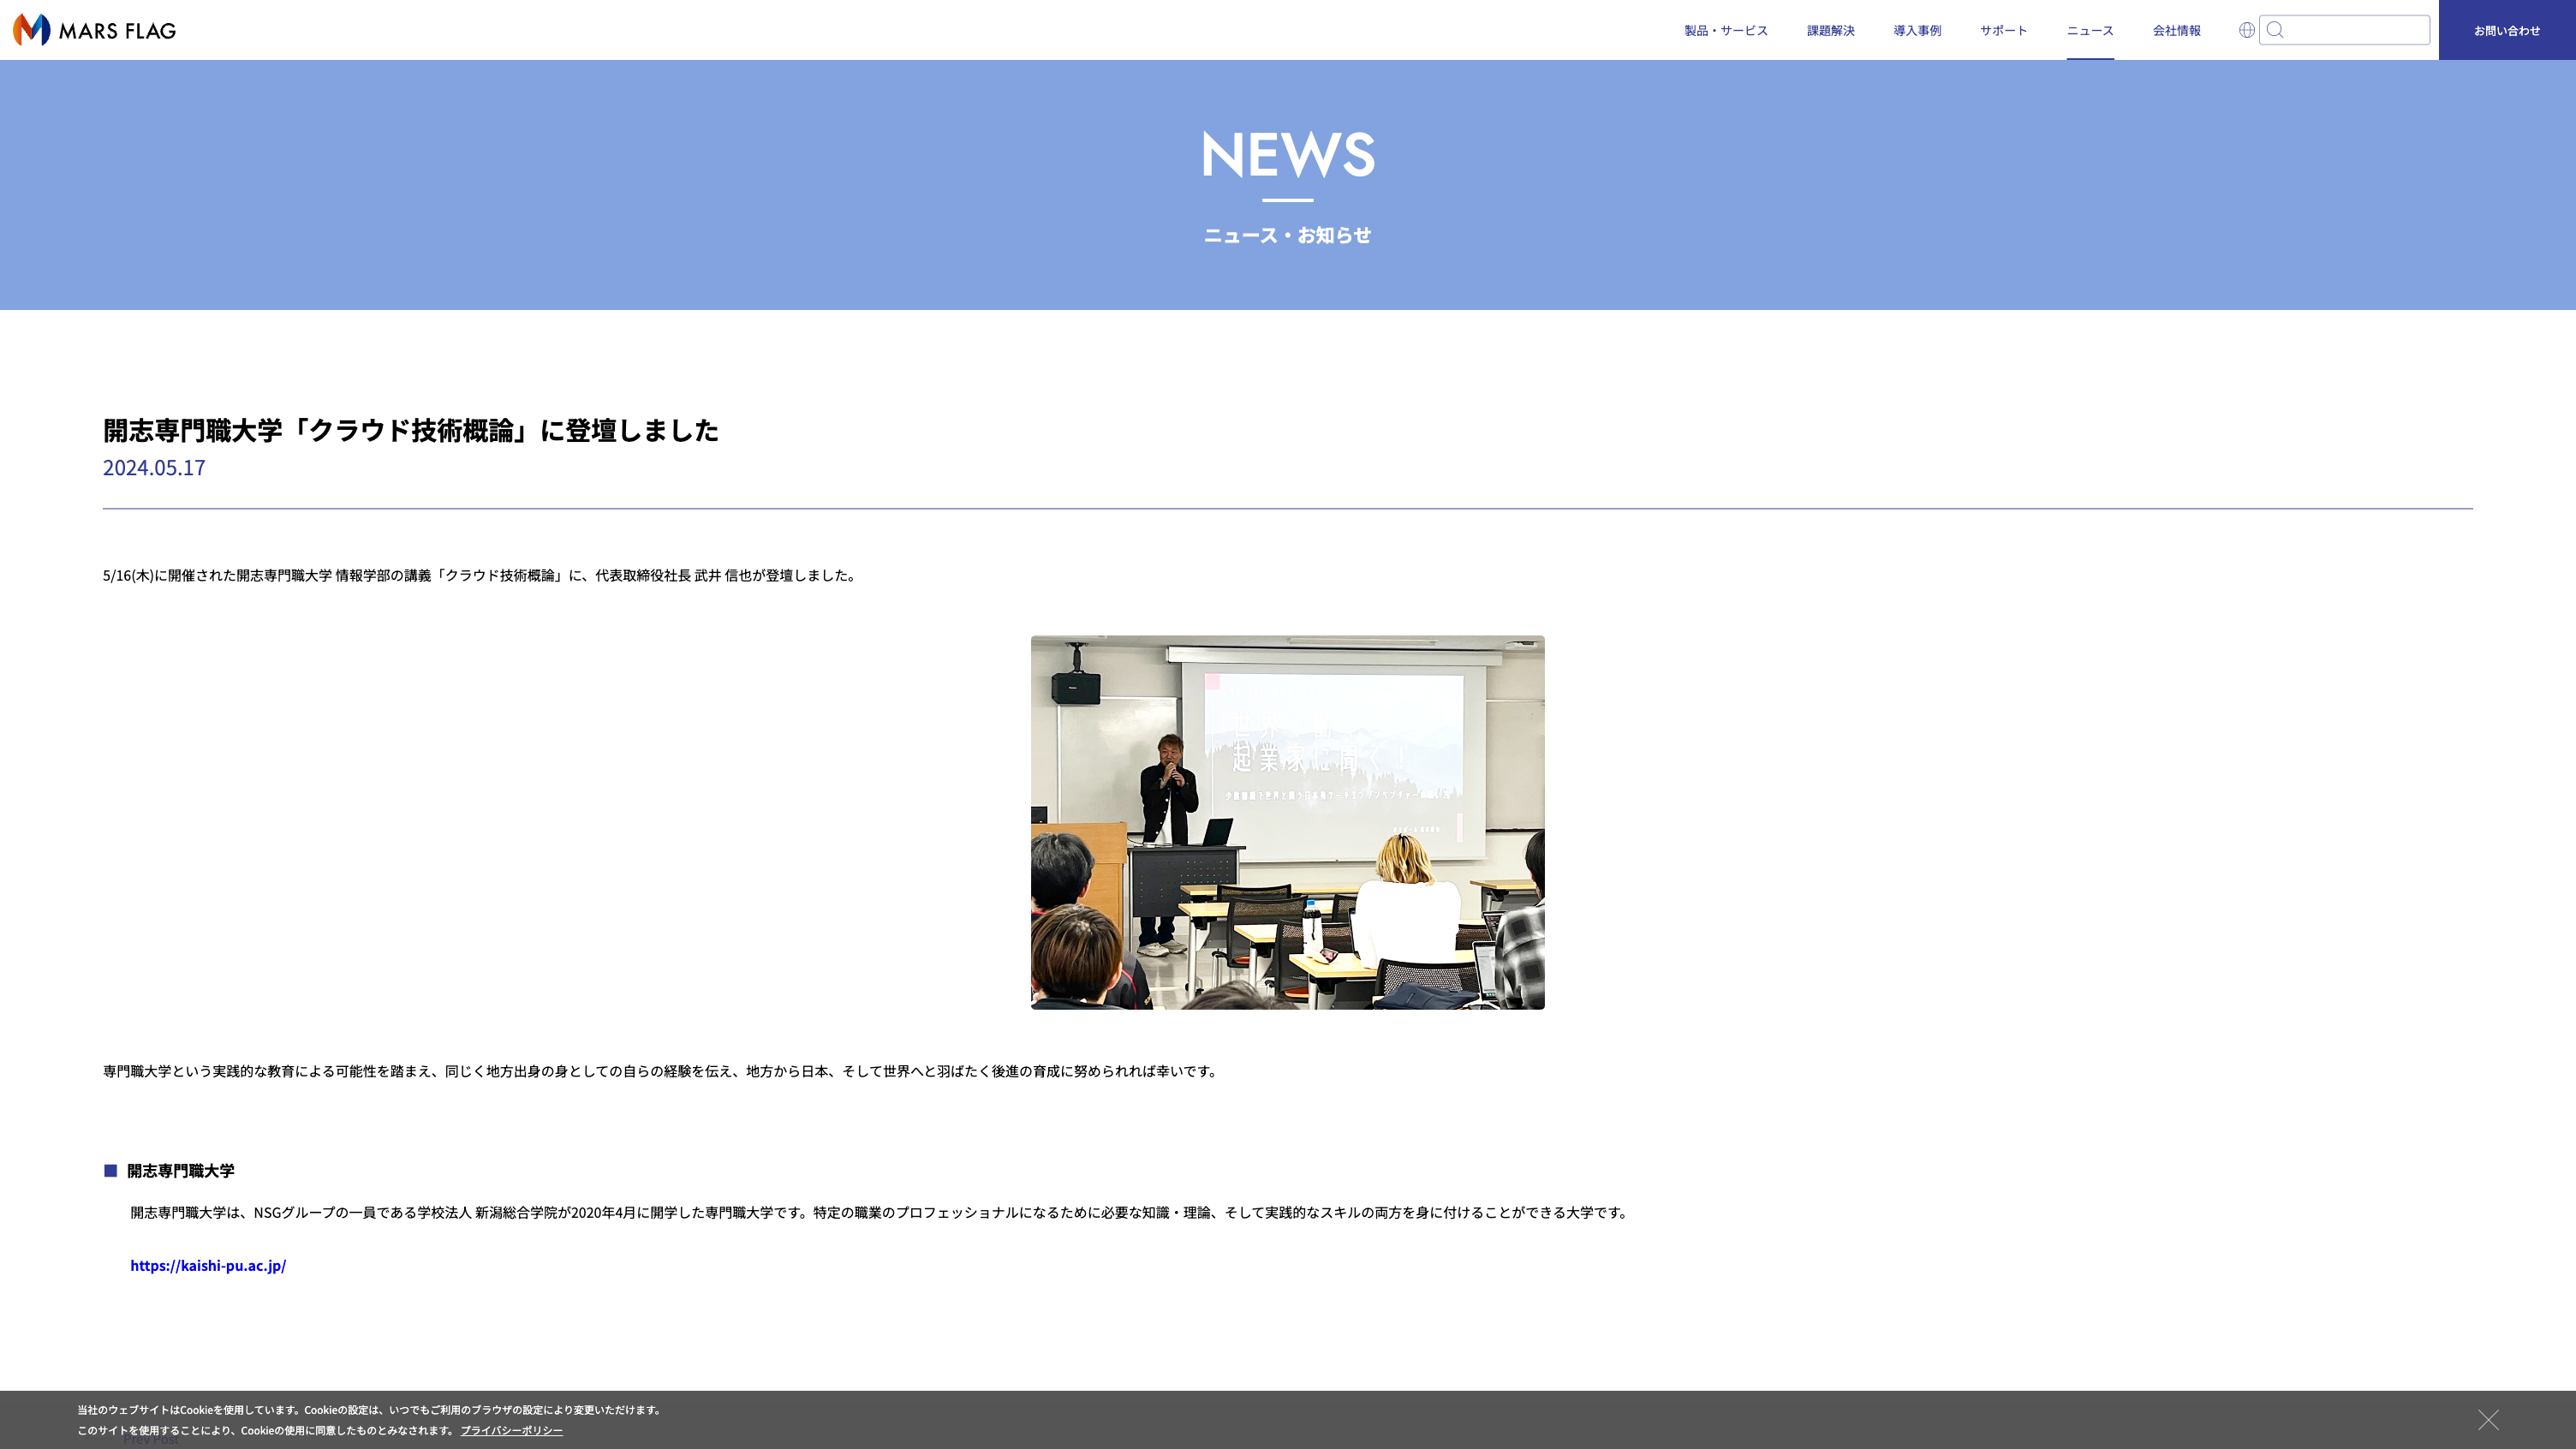 MARS FLAG
製品・サービス
課題解決
導入事例
サポート
ニュース
会社情報
お問い合わせ
NEWS
ニュース・お知らせ
開志専門職大学「クラウド技術概論」に登壇しました
2024.05.17
5/16(木)に開催された開志専門職大学 情報学部の講義「クラウド技術概論」に、代表取締役社長 武井 信也が登壇しました。
起業家に聞く！
専門職大学という実践的な教育による可能性を踏まえ、同じく地方出身の身としての自らの経験を伝え、地方から日本、そして世界へと羽ばたく後進の育成に努められれば幸いです。
■ 開志専門職大学
開志専門職大学は、NSGグループの一員である学校法人 新潟総合学院が2020年4月に開学した専門職大学です。特定の職業のプロフェッショナルになるために必要な知識・理論、そして実践的なスキルの両方を身に付けることができる大学です。
https://kaishi-pu.ac.jp/
当社のウェブサイトはCookieを使用しています。Cookieの設定は、いつでもご利用のブラウザの設定により変更いただけます。
このサイトを使用することにより、Cookieの使用に同意したものとみなされます。 プライバシーポリシー
Prev Post